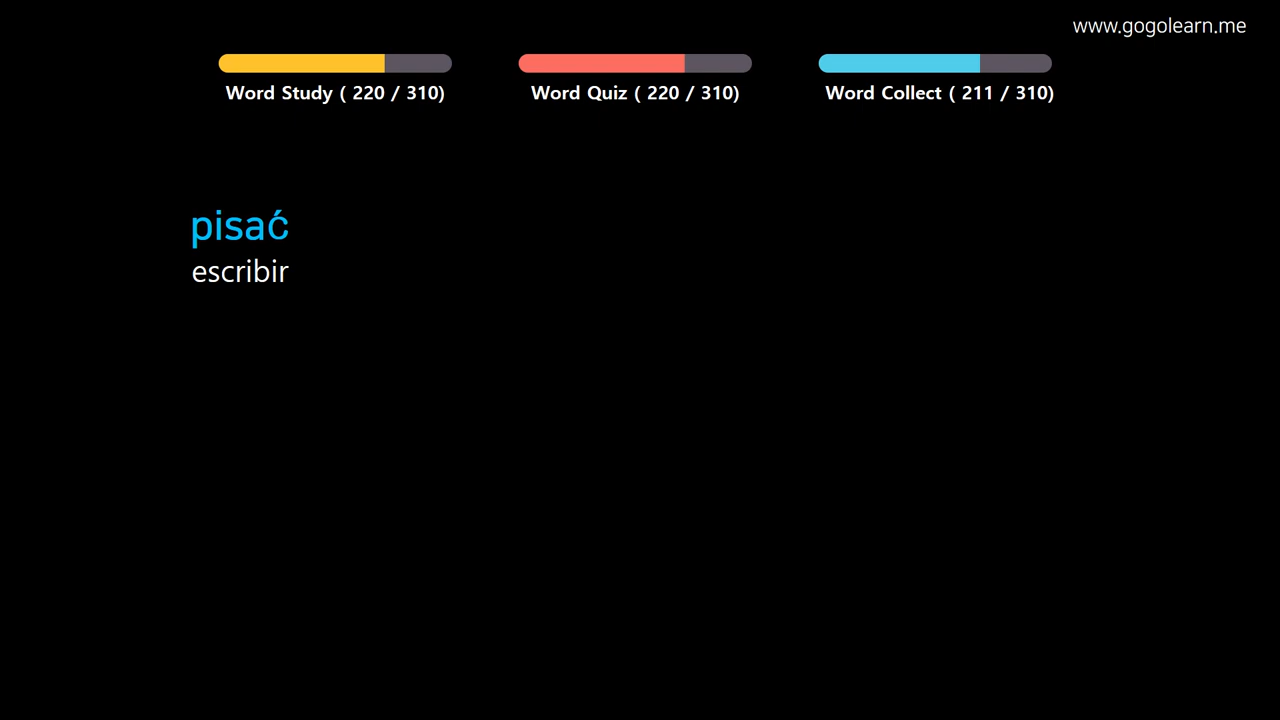 www.gogolearn.me
Word Study ( 220 / 310)
Word Quiz ( 220 / 310)
Word Collect ( 211 / 310)
pisać
escribir